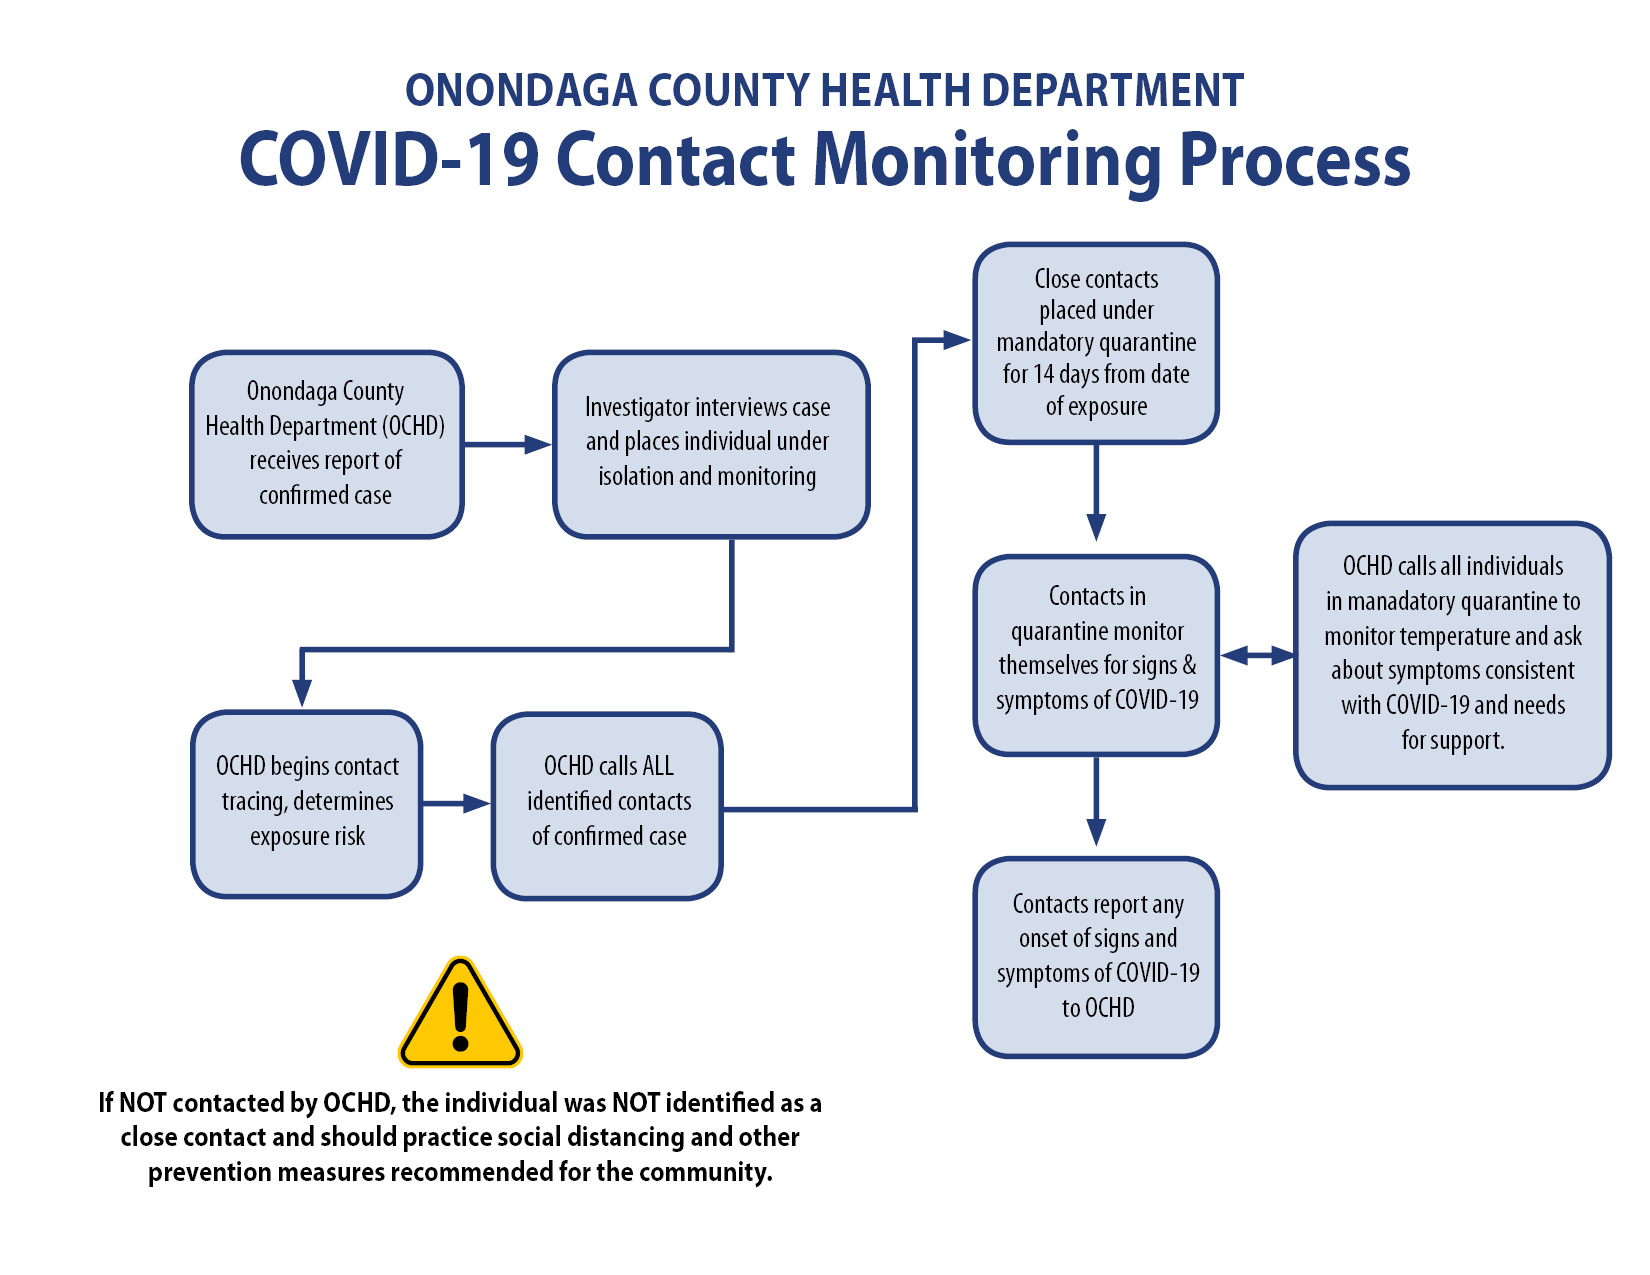 ONONDAGA COUNTY HEALTH DEPARTMENT
COVID-19 Contact Monitoring Process
Onondaga County
Health Department (OCHD)
receives report of
confirmed case
Investigator interviews case
and places individual under
isolation and monitoring
OCHD begins contact
tracing, determines
exposure risk
OCHD calls ALL
identified contacts
of confirmed case
Close contacts
placed under
mandatory quarantine
for 14 days from date
of exposure
Contacts in
quarantine monitor
themselves for signs &
symptoms of COVID-19
OCHD calls all individuals
in manadatory quarantine to
monitor temperature and ask
about symptoms consistent
with COVID-19 and needs
for support.
Contacts report any
onset of signs and
symptoms of COVID-19
to OCHD
If NOT contacted by OCHD, the individual was NOT identified as a
close contact and should practice social distancing and other
prevention measures recommended for the community.